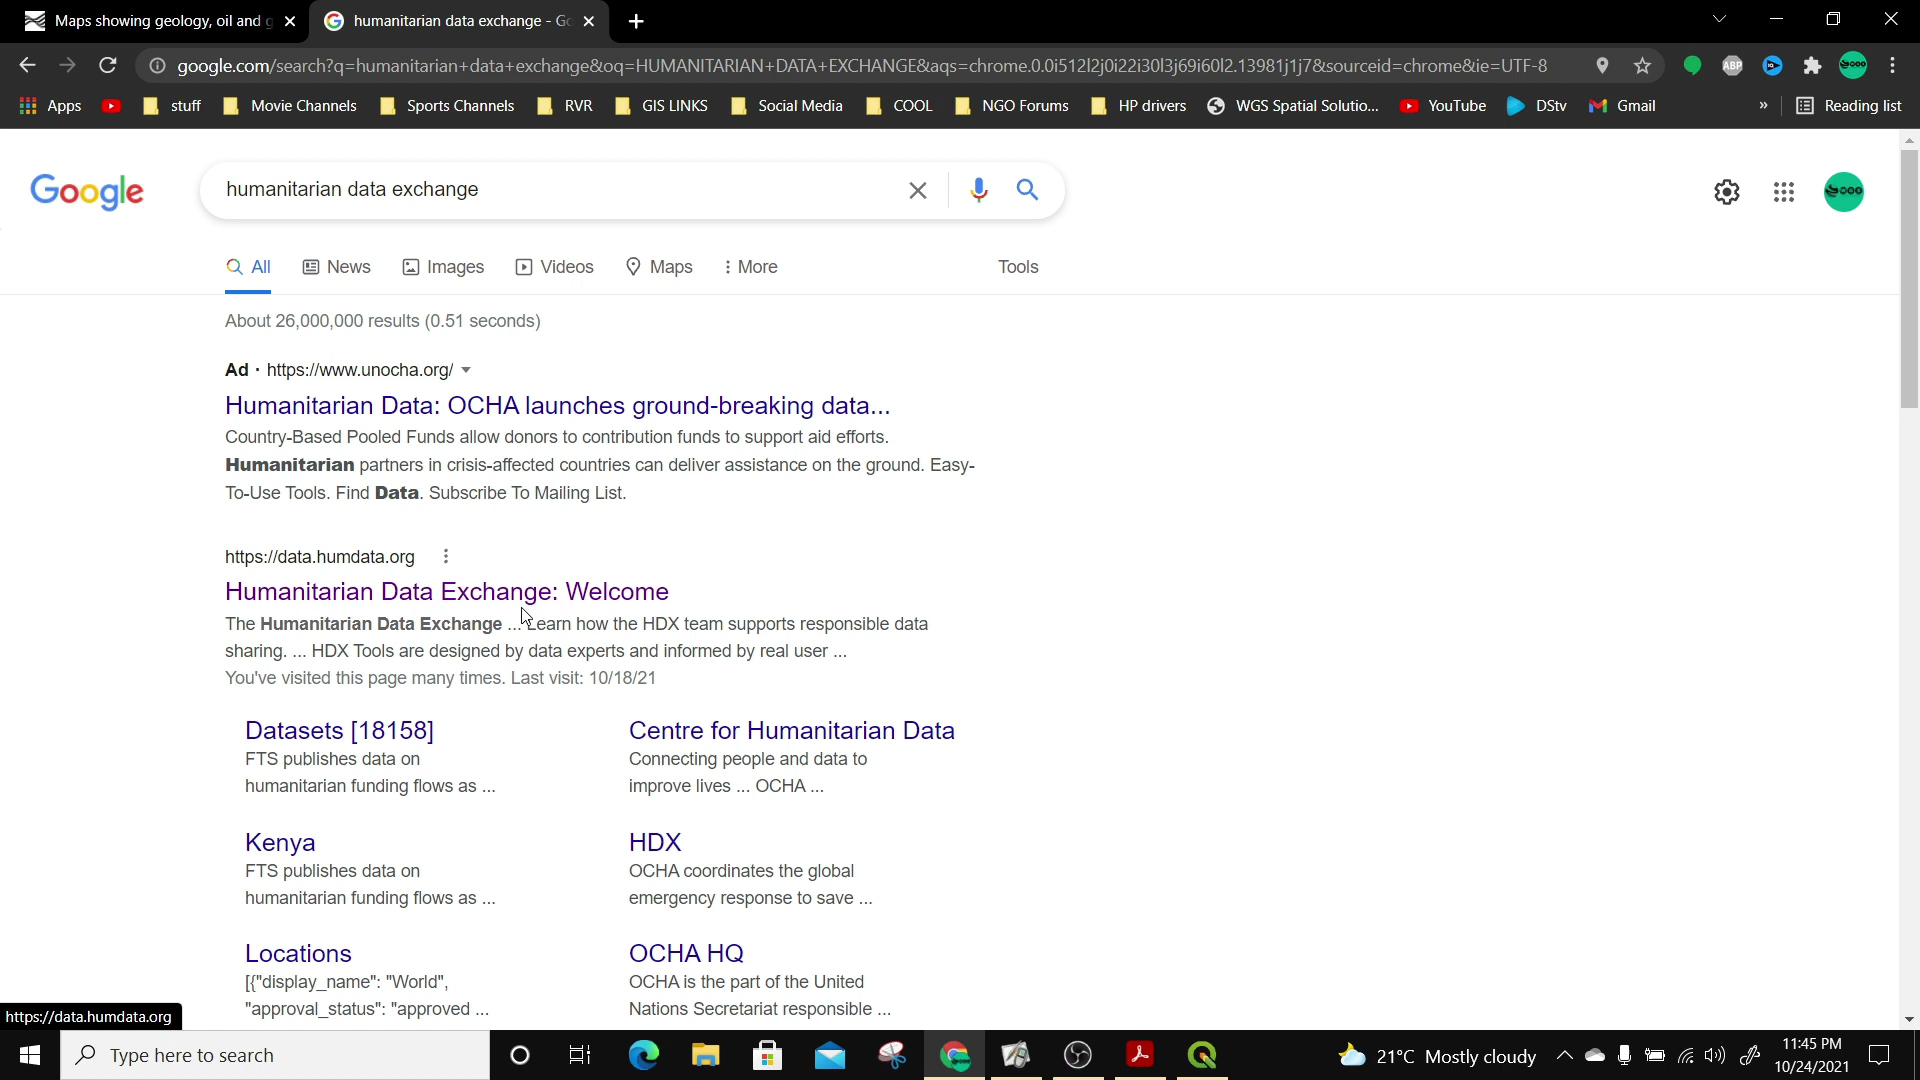 Maps showing geology, oil and g
humanitarian data exchange - Go
google.com/search?q=humanitarian+data+exchange&oq=HUMANITARIAN+DATA+EXCHANGE&aqs=chrome.0.0i512l2j0i22i30l3j69i60l2.13981j1j7&sourceid=chrome&ie=UTF-8
ABP
Apps
stuff
Movie Channels
Sports Channels
RVR
GIS LINKS
Social Media
COOL
NGO Forums
HP drivers
WGS Spatial Solutio...
YouTube
DStv
Gmail
»
Reading list
Google
humanitarian data exchange
All
News
Images
Videos
Maps
More
Tools
About 26,000,000 results (0.51 seconds)
Ad · https://www.unocha.org/
Humanitarian Data: OCHA launches ground-breaking data...
Country-Based Pooled Funds allow donors to contribution funds to support aid efforts.
Humanitarian partners in crisis-affected countries can deliver assistance on the ground. Easy-
To-Use Tools. Find Data. Subscribe To Mailing List.
https://data.humdata.org
Humanitarian Data Exchange: Welcome
The Humanitarian Data Exchange ... Learn how the HDX team supports responsible data
sharing. ... HDX Tools are designed by data experts and informed by real user ...
You've visited this page many times. Last visit: 10/18/21
Datasets [18158]
FTS publishes data on
humanitarian funding flows as ...
Centre for Humanitarian Data
Connecting people and data to
improve lives ... OCHA ...
Kenya
FTS publishes data on
humanitarian funding flows as ...
HDX
OCHA coordinates the global
emergency response to save ...
Locations
[{"display_name": "World",
"approval_status": "approved ...
OCHA HQ
OCHA is the part of the United
Nations Secretariat responsible ...
https://data.humdata.org
Type here to search
21°C Mostly cloudy
11:45 PM
10/24/2021